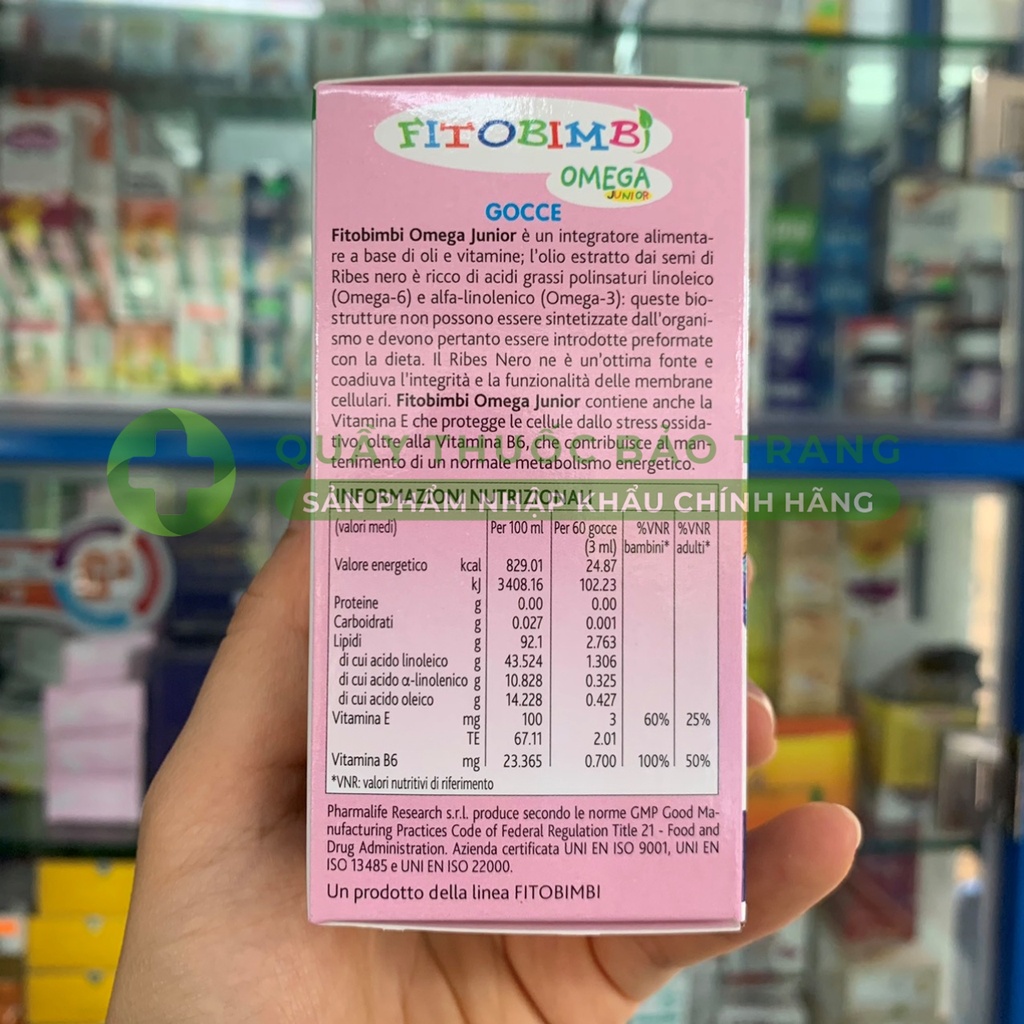 FITOBIMBI
OMEGA
JUNIOR
GOCCE
Fitobimbi Omega Junior è un integratore alimenta-
re a base di oli e vitamine; l'olio estratto dai semi di
Ribes nero è ricco di acidi grassi polinsaturi linoleico
(Omega-6) e alfa-linolenico (Omega-3): queste bio-
strutture non possono essere sintetizzate dall'organi-
smo e devono pertanto essere introdotte preformate
con la dieta. Il Ribes Nero ne è un'ottima fonte e
coadiuva l'integrità e la funzionalità delle membrane
cellulari. Fitobimbi Omega Junior contiene anche la
Vitamina E che protegge le cellule dallo stress ossida-
tivo oltre alla Vitamina B6, che contribuisce al man-
tenimento di un normale metabolismo energetico.
QUẦY THUỐC BẢO TRANG
SẢN PHẨM NHẬP KHẨU CHÍNH HÃNG
INFORMAZIONI NUTRIZIONALI
(valori medi) Per 100 ml Per 60 gocce %VNR %VNR
(3 ml) bambini* adulti*
Valore energetico kcal 829.01 24.87
kJ 3408.16 102.23
Proteine g 0.00 0.00
Carboidrati g 0.027 0.001
Lipidi g 92.1 2.763
di cui acido linoleico g 43.524 1.306
di cui acido α-linolenico g 10.828 0.325
di cui acido oleico g 14.228 0.427
Vitamina E mg 100 3 60% 25%
TE 67.11 2.01
Vitamina B6 mg 23.365 0.700 100% 50%
*VNR: valori nutritivi di riferimento
Pharmalife Research s.r.l. produce secondo le norme GMP Good Ma-
nufacturing Practices Code of Federal Regulation Title 21 - Food and
Drug Administration. Azienda certificata UNI EN ISO 9001, UNI EN
ISO 13485 e UNI EN ISO 22000.
Un prodotto della linea FITOBIMBI